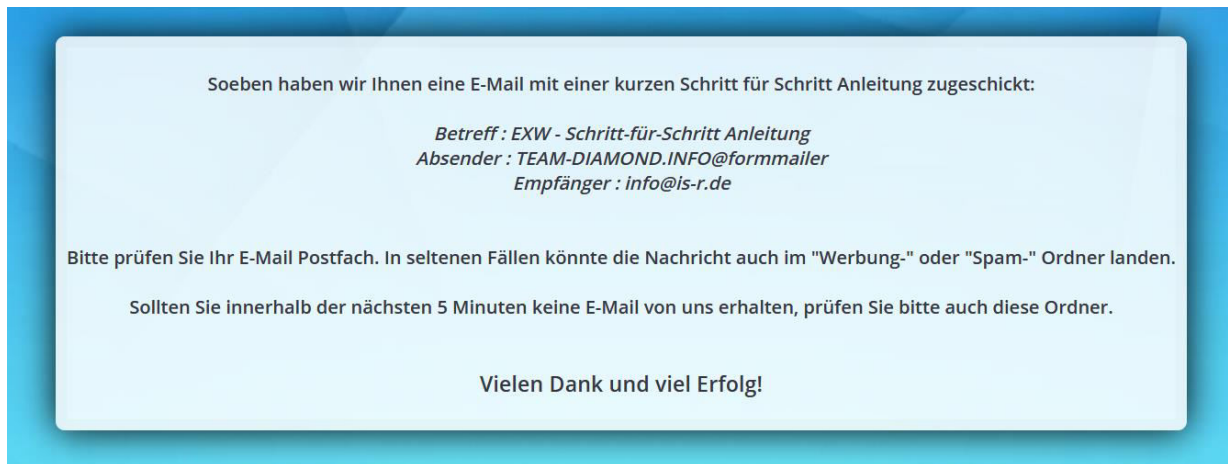 Soeben haben wir Ihnen eine E-Mail mit einer kurzen Schritt für Schritt Anleitung zugeschickt:
Betreff : EXW - Schritt-für-Schritt Anleitung
Absender : TEAM-DIAMOND.INFO@formmailer
Empfänger : info@is-r.de
Bitte prüfen Sie Ihr E-Mail Postfach. In seltenen Fällen könnte die Nachricht auch im "Werbung-" oder "Spam-" Ordner landen.
Sollten Sie innerhalb der nächsten 5 Minuten keine E-Mail von uns erhalten, prüfen Sie bitte auch diese Ordner.
Vielen Dank und viel Erfolg!